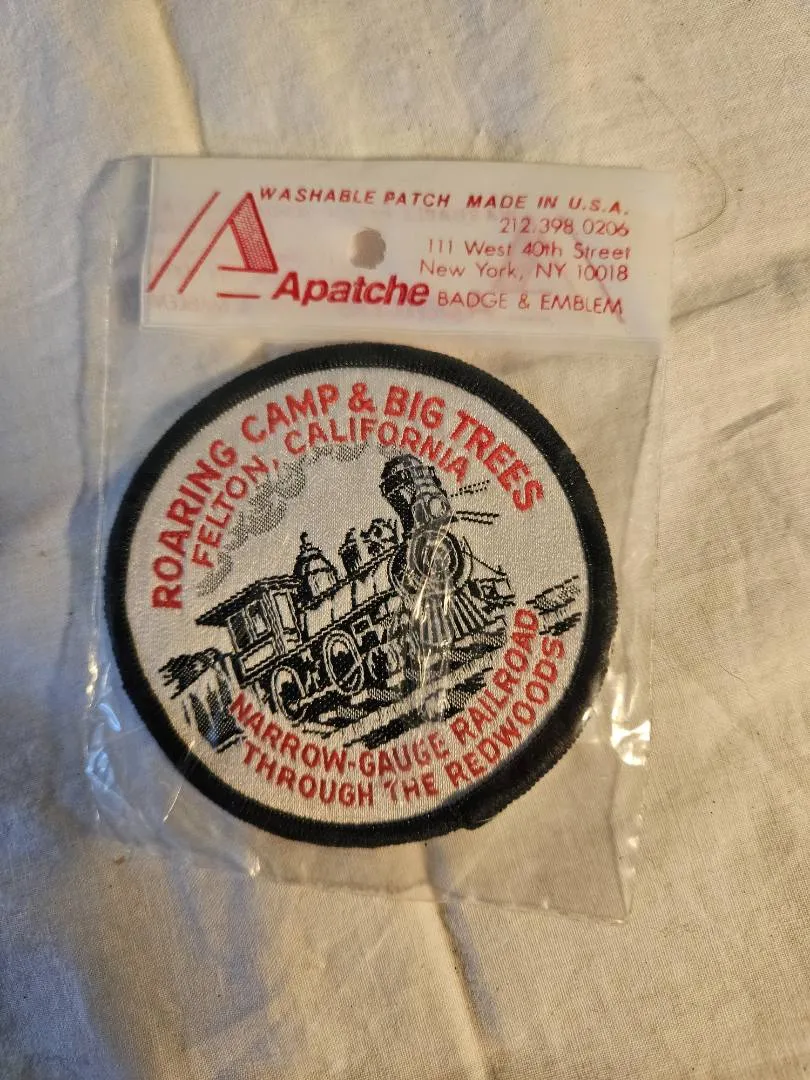 WASHABLE PATCH MADE IN U.S.A.
212.398.0206
111 West 40th Street
New York, NY 10018
Apatche BADGE & EMBLEM
ROARING CAMP & BIG TREES
FELTON, CALIFORNIA
NARROW-GAUGE RAILROAD
THROUGH THE REDWOODS